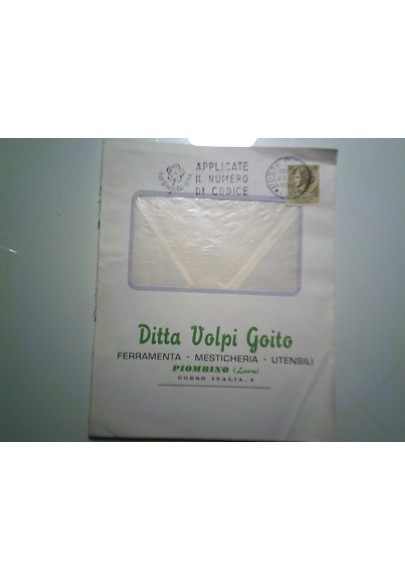 APPLICATE
IL NUMERO
DI CODICE
Ditta Volpi Goito
FERRAMENTA - MESTICHERIA - UTENSILI
PIOMBINO (Livorno)
CORSO ITALIA, 4